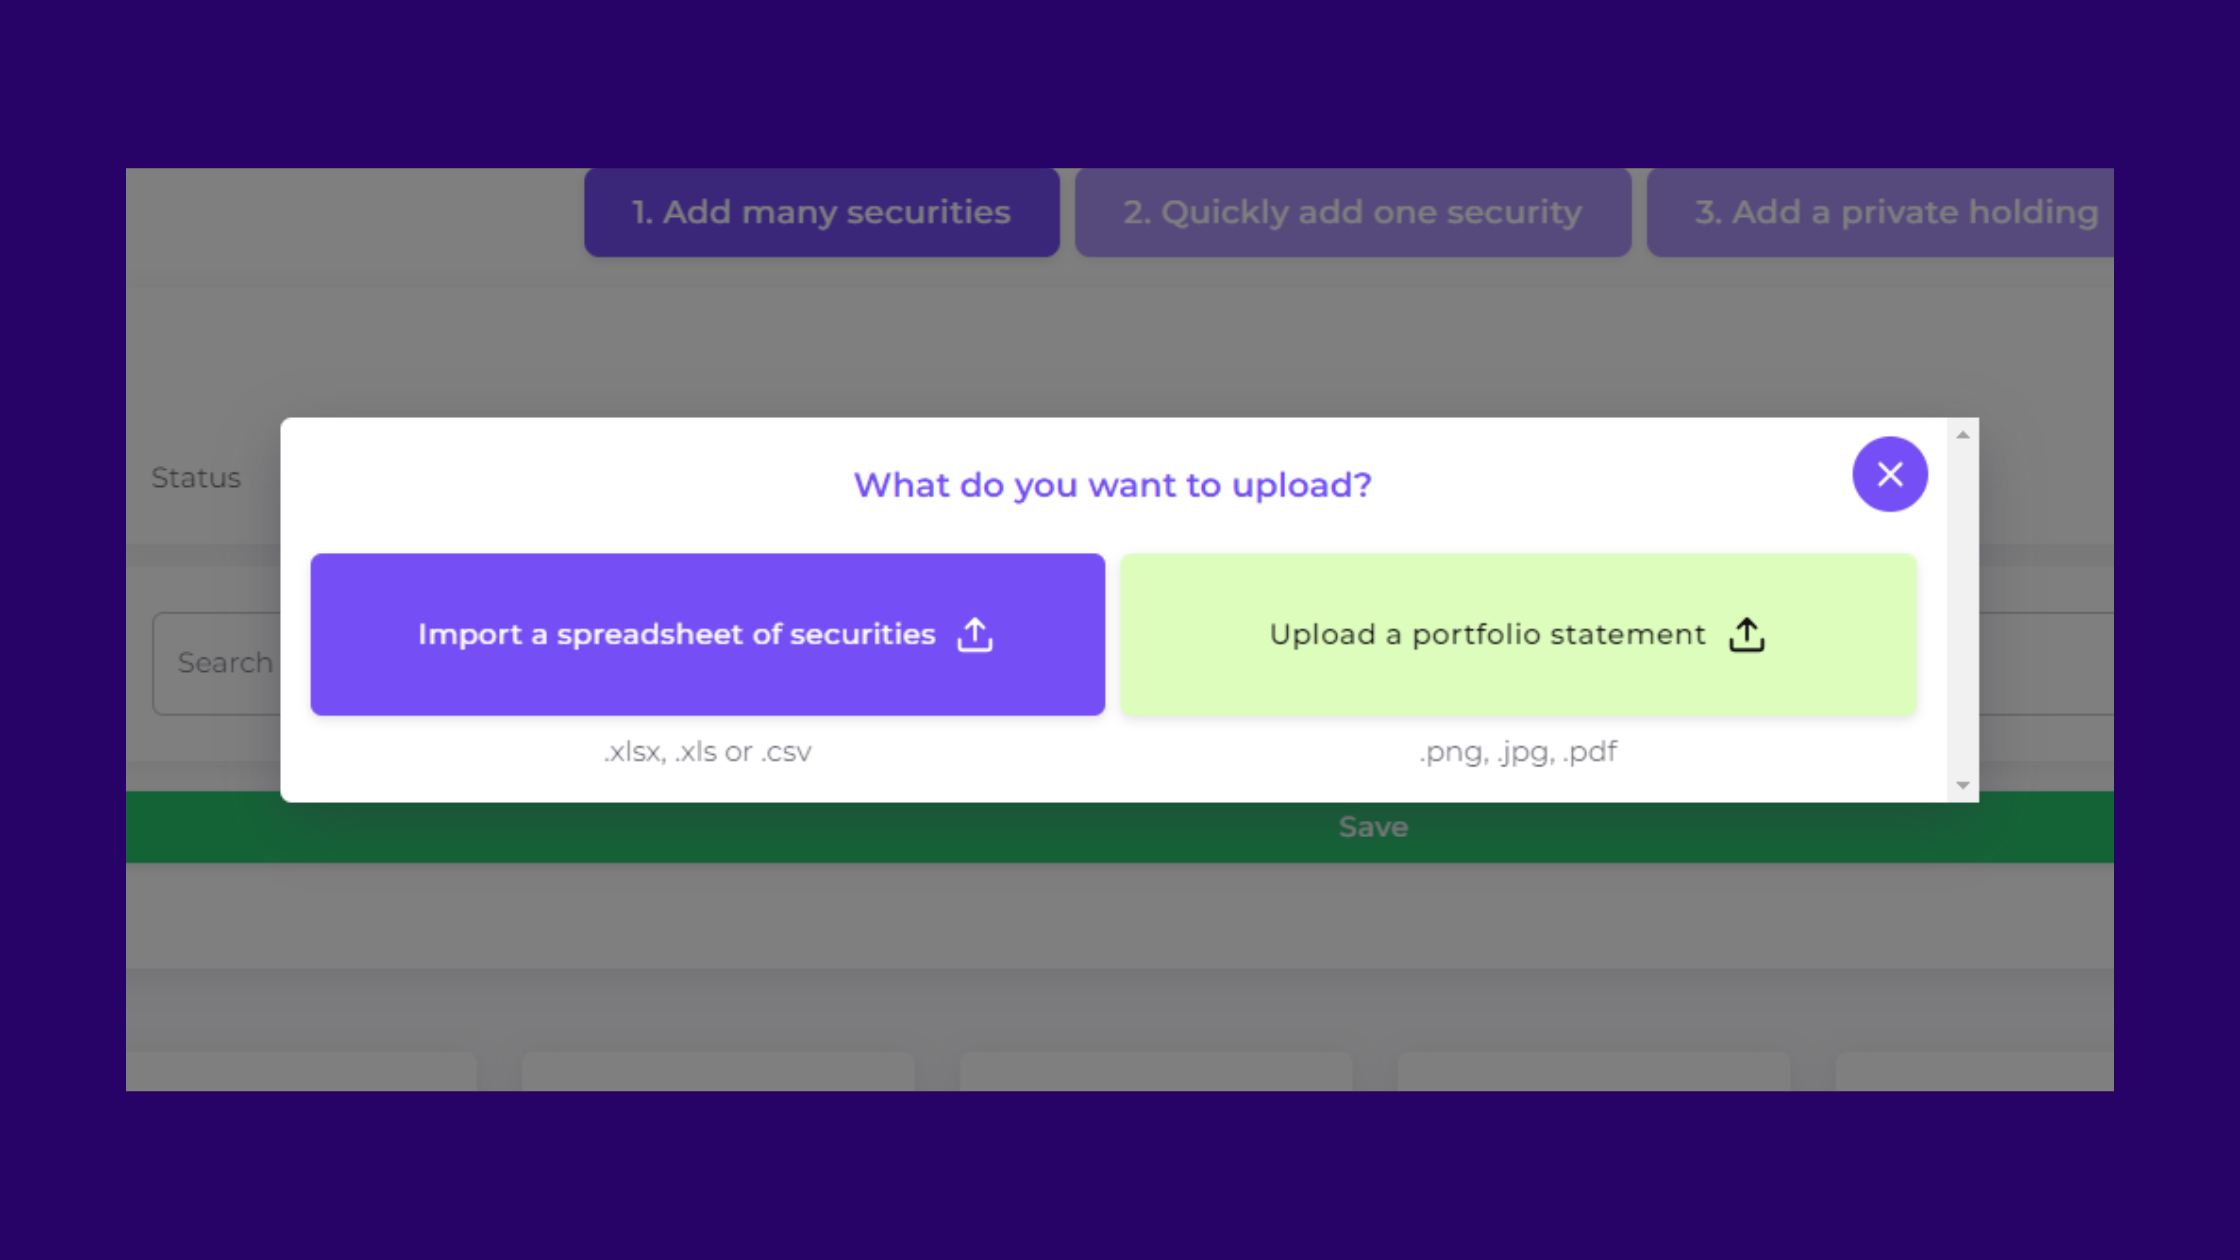 1. Add many securities
2. Quickly add one security
3. Add a private holding
Status
What do you want to upload?
Search
Import a spreadsheet of securities
Upload a portfolio statement
.xlsx, .xls or .csv
.png, .jpg, .pdf
Save